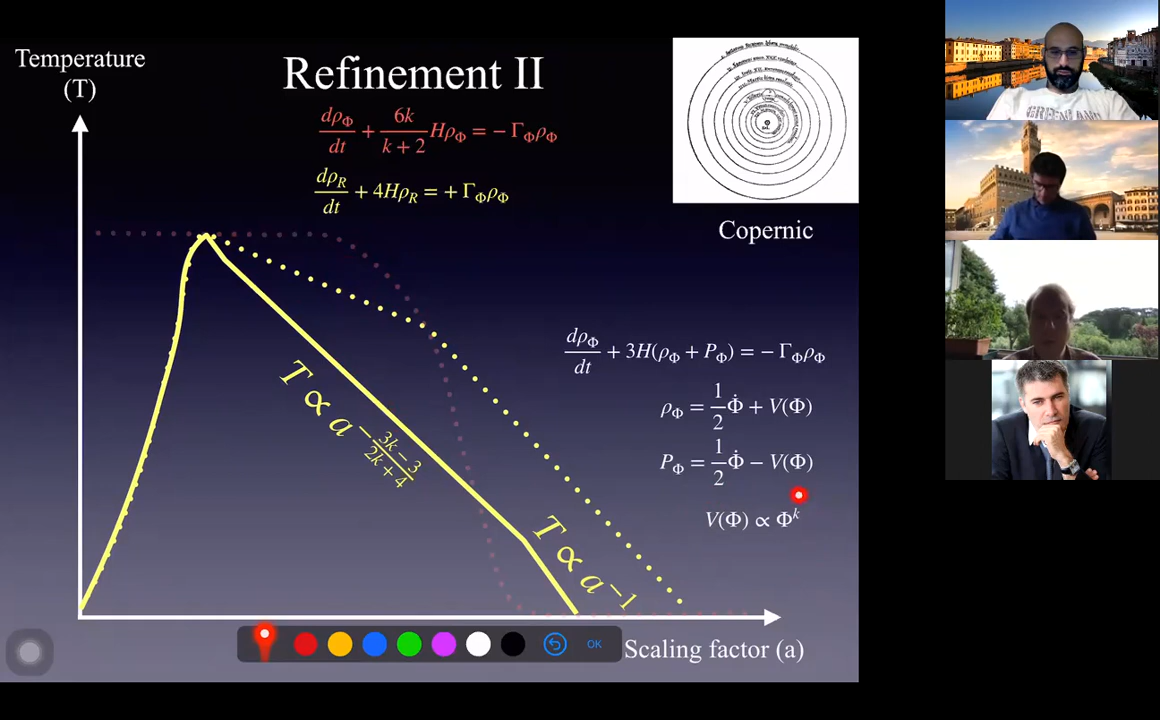 Temperature
(T)
Refinement II
dρ_Φ/dt + 6k/(k+2) Hρ_Φ = − Γ_Φρ_Φ
dρ_R/dt + 4Hρ_R = + Γ_Φρ_Φ
Copernic
dρ_Φ/dt + 3H(ρ_Φ + P_Φ) = − Γ_Φρ_Φ
ρ_Φ = 1/2 Φ̇ + V(Φ)
P_Φ = 1/2 Φ̇ − V(Φ)
V(Φ) ∝ Φ^k
T ∝ a^(−(3k − 3)/(2k + 4))
T ∝ a^−1
OK
Scaling factor (a)